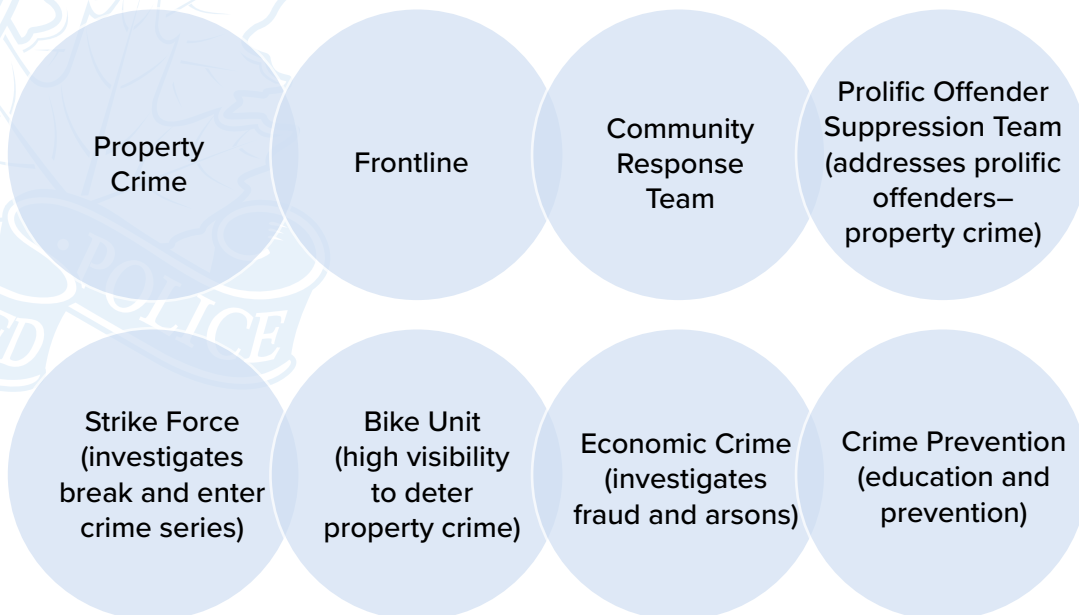 Property
Crime
Frontline
Community
Response
Team
Prolific Offender
Suppression Team
(addresses prolific
offenders–
property crime)
Strike Force
(investigates
break and enter
crime series)
Bike Unit
(high visibility
to deter
property crime)
Economic Crime
(investigates
fraud and arsons)
Crime Prevention
(education and
prevention)
POLICE